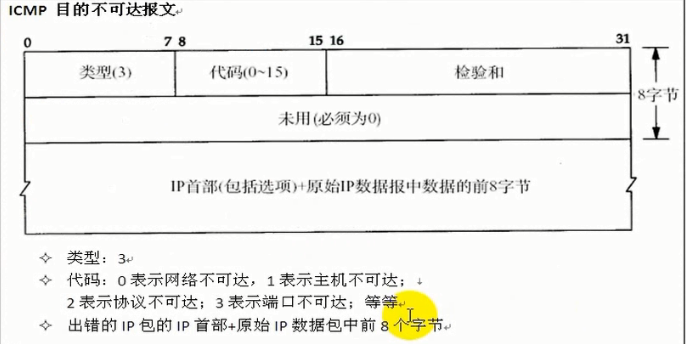 ICMP 目的不可达报文
0 7 8 15 16 31
类型(3) 代码(0~15) 检验和
8字节
未用(必须为0)
IP首部(包括选项)+原始IP数据报中数据的前8字节
类型：3
代码：0 表示网络不可达，1 表示主机不可达；
2 表示协议不可达；3 表示端口不可达；等等
出错的 IP 包的 IP 首部+原始 IP 数据包中前 8 个字节